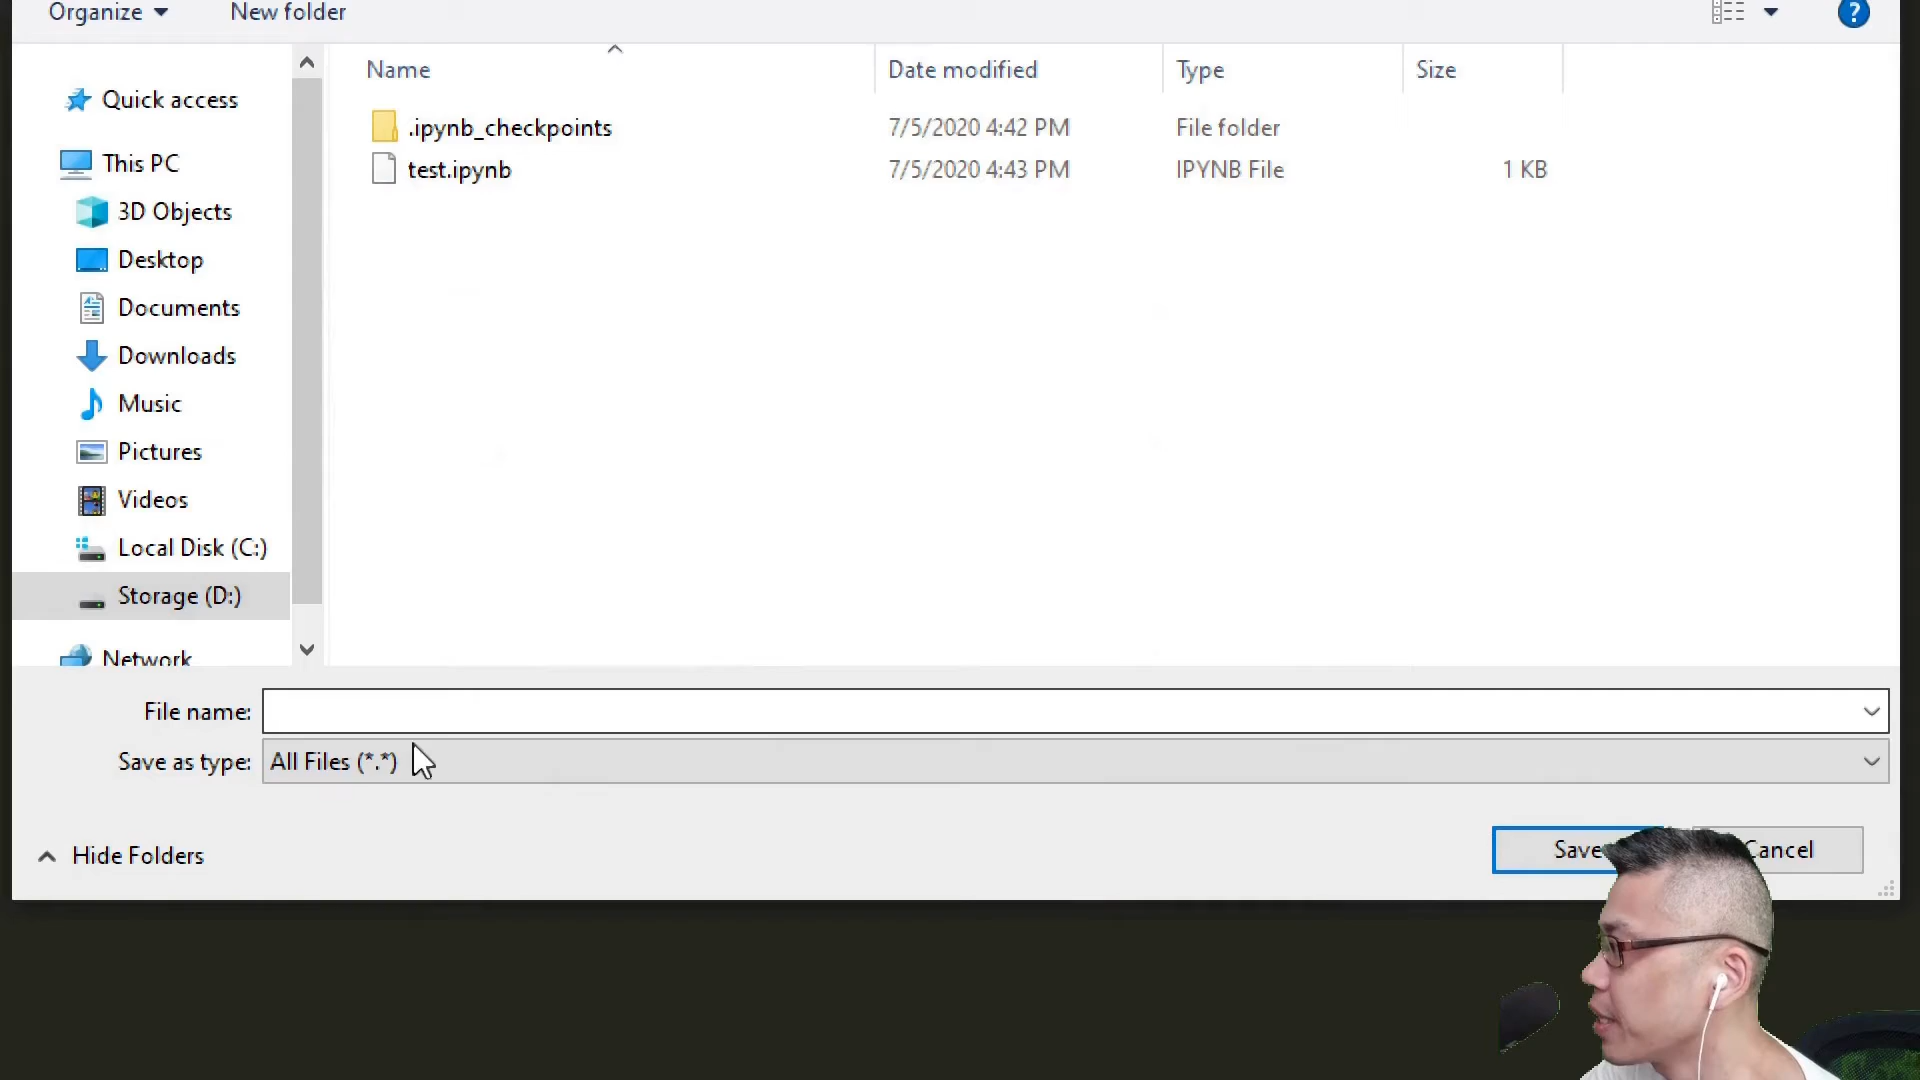 Organize New folder ?
Name Date modified Type Size
Quick access
.ipynb_checkpoints 7/5/2020 4:42 PM File folder
This PC
test.ipynb 7/5/2020 4:43 PM IPYNB File 1 KB
3D Objects
Desktop
Documents
Downloads
Music
Pictures
Videos
Local Disk (C:)
Storage (D:)
Network
File name:
Save as type: All Files (*.*)
Hide Folders Save Cancel